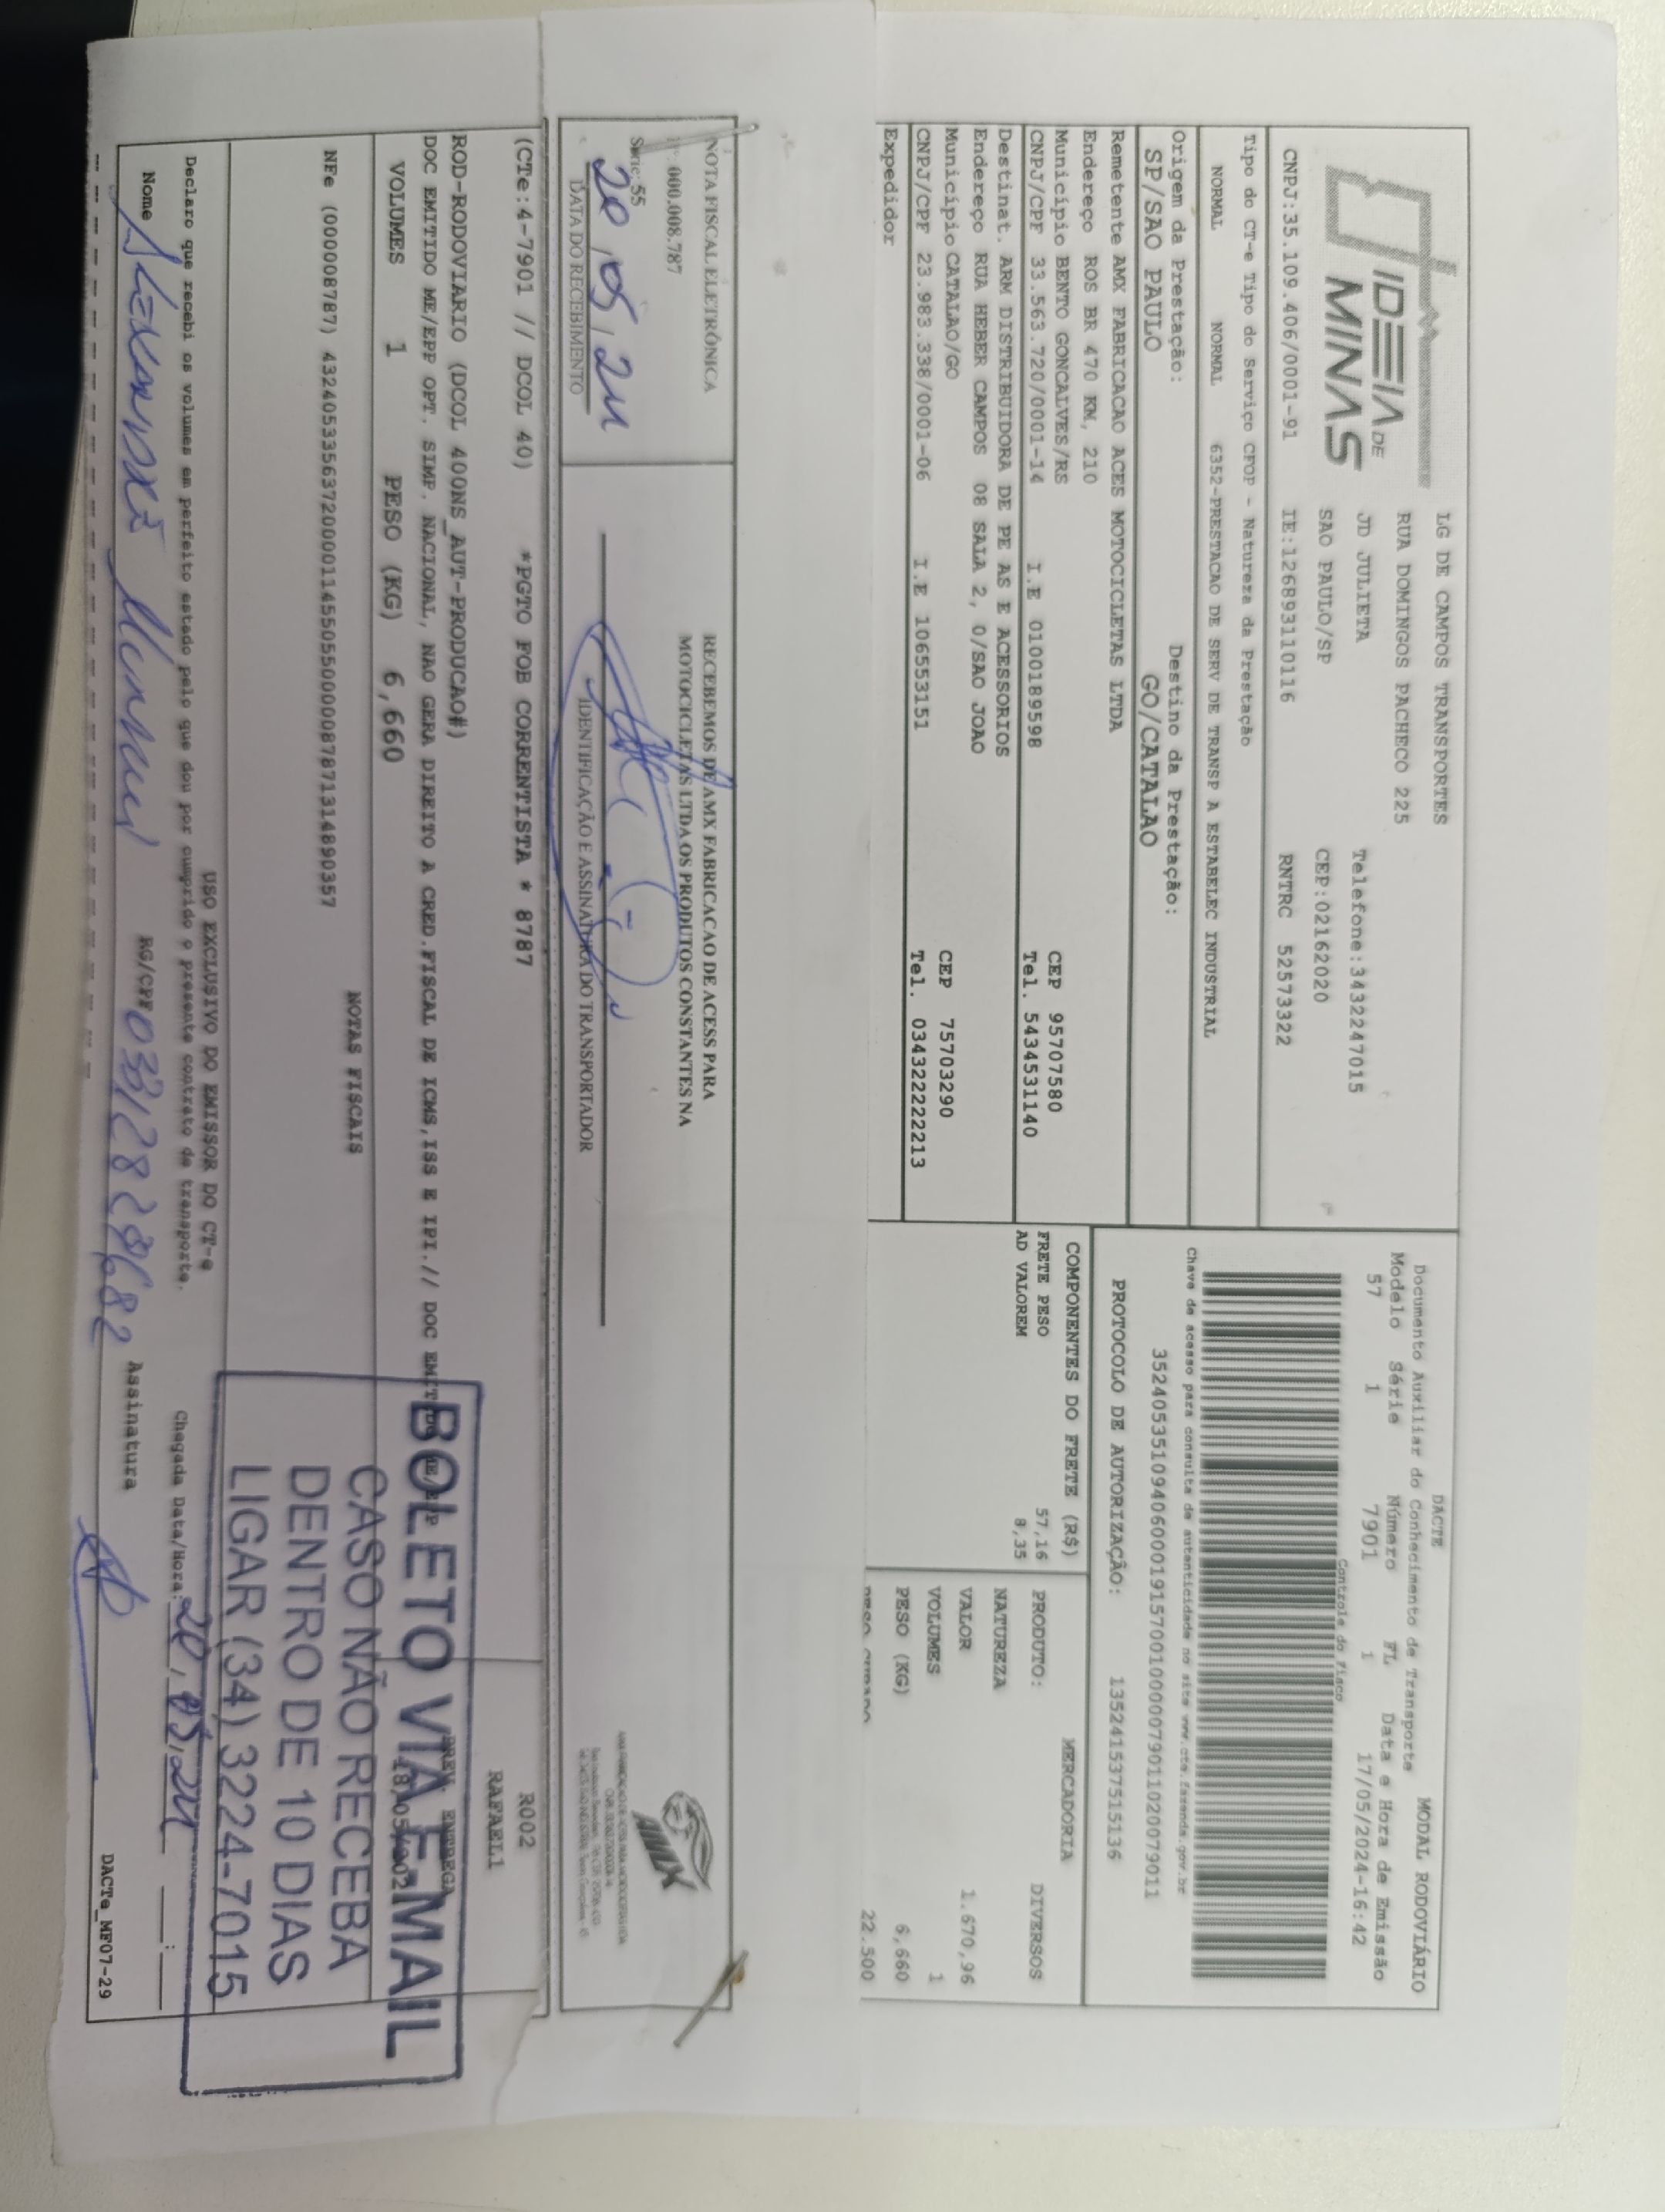 IDEIA DE
MINAS
LG DE CAMPOS TRANSPORTES
RUA DOMINGOS PACHECO 225
JD JULIETA Telefone:3432247015
SAO PAULO/SP CEP:02162020
CNPJ:35.109.406/0001-91 IE:126893110116 RNTRC 52573322
Tipo do CT-e Tipo do Serviço CFOP - Natureza da Prestação
NORMAL NORMAL 6352-PRESTACAO DE SERV DE TRANSP A ESTABELEC INDUSTRIAL
Origem da Prestação: Destino da Prestação:
SP/SAO PAULO GO/CATALAO
Remetente AMX FABRICACAO ACES MOTOCICLETAS LTDA
Endereço ROS BR 470 KM, 210
Município BENTO GONCALVES/RS CEP 95707580
CNPJ/CPF 33.563.720/0001-14 I.E 0100189598 Tel. 5434531140
Destinat. ARM DISTRIBUIDORA DE PE AS E ACESSORIOS
Endereço RUA HEBER CAMPOS 08 SALA 2, 0/SAO JOAO
Município CATALAO/GO CEP 75703290
CNPJ/CPF 23.983.338/0001-06 I.E 106553151 Tel. 034322222213
Expedidor
DACTE MODAL RODOVIÁRIO
Documento Auxiliar do Conhecimento de Transporte
Modelo Série Número FL Data e Hora de Emissão
57 1 7901 1 17/05/2024-16:42
Controle do Fisco
Chave de acesso para consulta de autenticidade no site www.cte.fazenda.gov.br
35240535109406000191570010000079011020079011
PROTOCOLO DE AUTORIZAÇÃO: 135241537515136
COMPONENTES DO FRETE (R$)
FRETE PESO 57,16
AD VALOREM 8,35
MERCADORIA
PRODUTO: DIVERSOS
NATUREZA
VALOR 1.670,96
VOLUMES 1
PESO (KG) 6,660
22.500
NOTA FISCAL ELETRÔNICA
000.008.787
Série: 55
20/05/24
DATA DO RECEBIMENTO
RECEBEMOS DE AMX FABRICACAO DE ACESS PARA
MOTOCICLETAS LTDA OS PRODUTOS CONSTANTES NA
IDENTIFICAÇÃO E ASSINATURA DO TRANSPORTADOR
AMX
(CTe:4-7901 // DCOL 40) *PGTO FOB CORRENTISTA * 8787 R002
RAFAEL1
ROD-RODOVIARIO (DCOL 40ONS_AUT-PRODUCAO#)
DOC EMITIDO ME/EPP OPT. SIMP. NACIONAL, NAO GERA DIREITO A CRED.FISCAL DE ICMS,ISS E IPI.// DOC EMITIDO ME/EPP
PREV. ENTREGA
VOLUMES 1 PESO (KG) 6,660
NOTAS FISCAIS
NFe (000008787) 43240533563720000114550550000087871314890357
BOLETO VIA E-MAIL
CASO NÃO RECEBA
DENTRO DE 10 DIAS
LIGAR (34) 3224-7015
USO EXCLUSIVO DO EMISSOR DO CT-e
Declaro que recebi os volumes em perfeito estado pelo que dou por cumprido o presente contrato de transporte. Chegada Data/Hora: 20/05/24 :
Nome RG/CPF Assinatura
DACTe_MF07-29